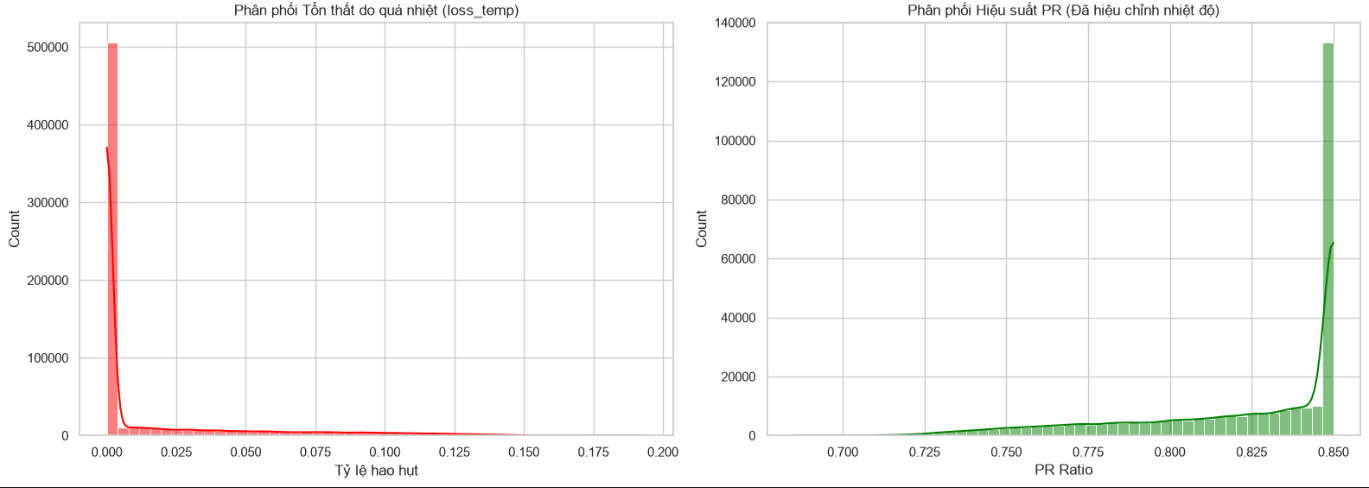 Phân phối Tổn thất do quá nhiệt (loss_temp)
500000
400000
300000
200000
100000
0
Count
0.000 0.025 0.050 0.075 0.100 0.125 0.150 0.175 0.200
Tỷ lệ hao hụt
Phân phối Hiệu suất PR (Đã hiệu chỉnh nhiệt độ)
140000
120000
100000
80000
60000
40000
20000
0
Count
0.700 0.725 0.750 0.775 0.800 0.825 0.850
PR Ratio